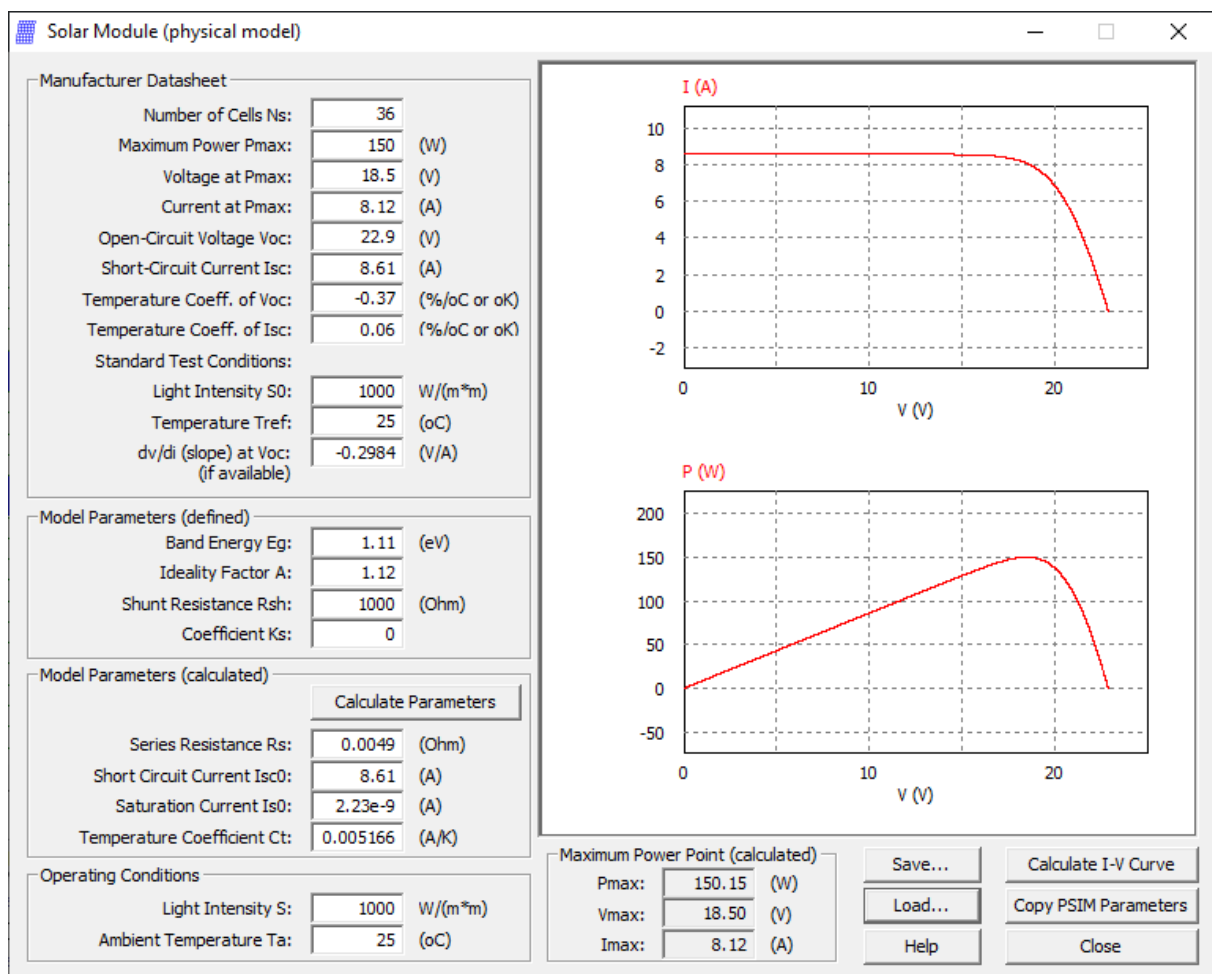 Solar Module (physical model)
Manufacturer Datasheet
Number of Cells Ns: 36
Maximum Power Pmax: 150 (W)
Voltage at Pmax: 18.5 (V)
Current at Pmax: 8.12 (A)
Open-Circuit Voltage Voc: 22.9 (V)
Short-Circuit Current Isc: 8.61 (A)
Temperature Coeff. of Voc: -0.37 (%/oC or oK)
Temperature Coeff. of Isc: 0.06 (%/oC or oK)
Standard Test Conditions:
Light Intensity S0: 1000 W/(m*m)
Temperature Tref: 25 (oC)
dv/di (slope) at Voc: -0.2984 (V/A)
(if available)
Model Parameters (defined)
Band Energy Eg: 1.11 (eV)
Ideality Factor A: 1.12
Shunt Resistance Rsh: 1000 (Ohm)
Coefficient Ks: 0
Model Parameters (calculated)
Calculate Parameters
Series Resistance Rs: 0.0049 (Ohm)
Short Circuit Current Isc0: 8.61 (A)
Saturation Current Is0: 2.23e-9 (A)
Temperature Coefficient Ct: 0.005166 (A/K)
Operating Conditions
Light Intensity S: 1000 W/(m*m)
Ambient Temperature Ta: 25 (oC)
I (A)
10
8
6
4
2
0
-2
0 10 20
V (V)
P (W)
200
150
100
50
0
-50
0 10 20
V (V)
Maximum Power Point (calculated)
Pmax: 150.15 (W)
Vmax: 18.50 (V)
Imax: 8.12 (A)
Save... Calculate I-V Curve
Load... Copy PSIM Parameters
Help Close